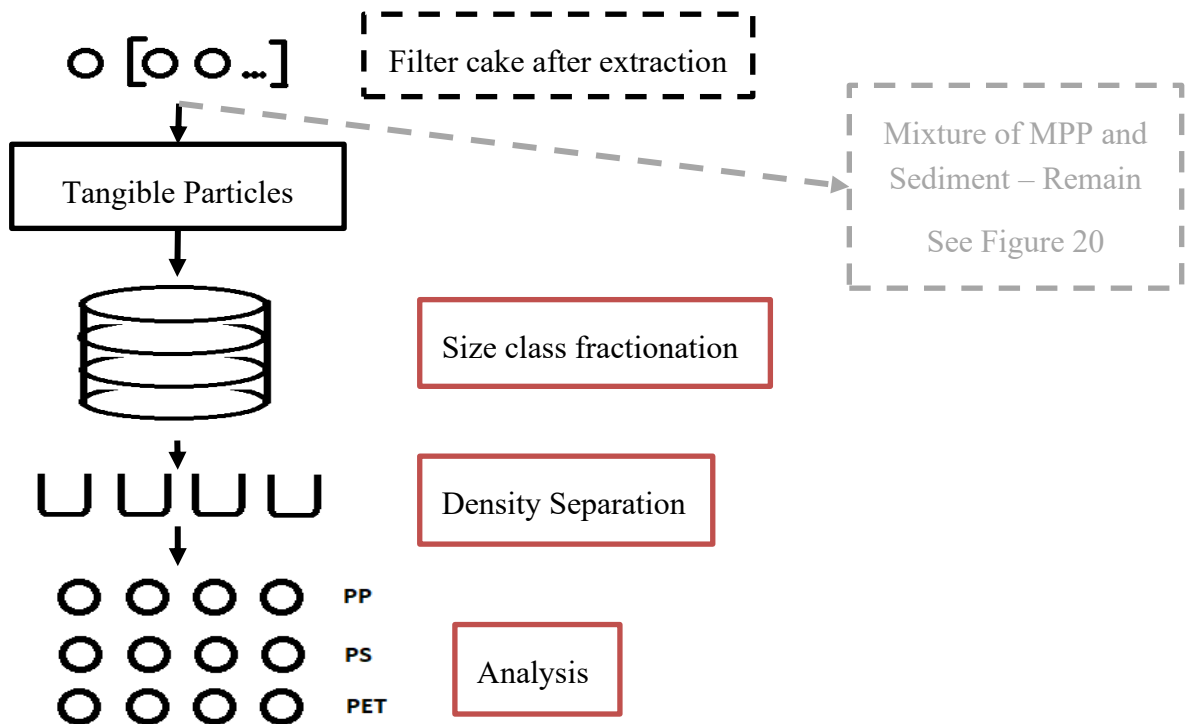 Filter cake after extraction
Mixture of MPP and
Sediment – Remain
See Figure 20
Tangible Particles
Size class fractionation
Density Separation
PP
PS
PET
Analysis